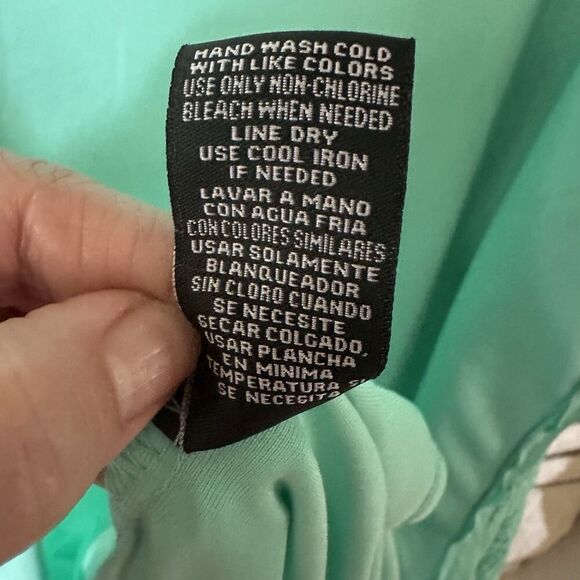 HAND WASH COLD
WITH LIKE COLORS
USE ONLY NON-CHLORINE
BLEACH WHEN NEEDED
LINE DRY
USE COOL IRON
IF NEEDED
LAVAR A MANO
CON AGUA FRIA
CON COLORES SIMILARES
USAR SOLAMENTE
BLANQUEADOR
SIN CLORO CUANDO
SE NECESITE
SECAR COLGADO,
USAR PLANCHA
EN MINIMA
TEMPERATURA
SE NECESITA